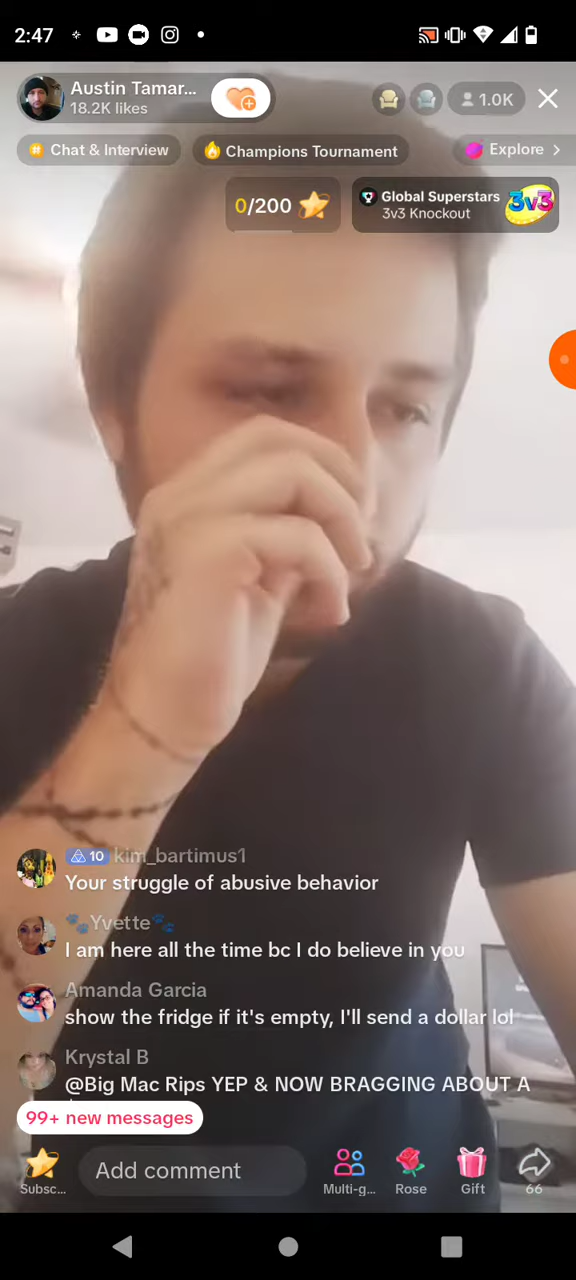 2:47
Austin Tamar...
18.2K likes
1.0K
Chat & Interview
Champions Tournament
Explore >
0/200
Global Superstars
3v3 Knockout
3v3
10 kim_bartimus1
Your struggle of abusive behavior
🐾Yvette🐾
I am here all the time bc I do believe in you
Amanda Garcia
show the fridge if it's empty, I'll send a dollar lol
Krystal B
@Big Mac Rips YEP & NOW BRAGGING ABOUT A
99+ new messages
Add comment
Subsc...
Multi-g...
Rose
Gift
66